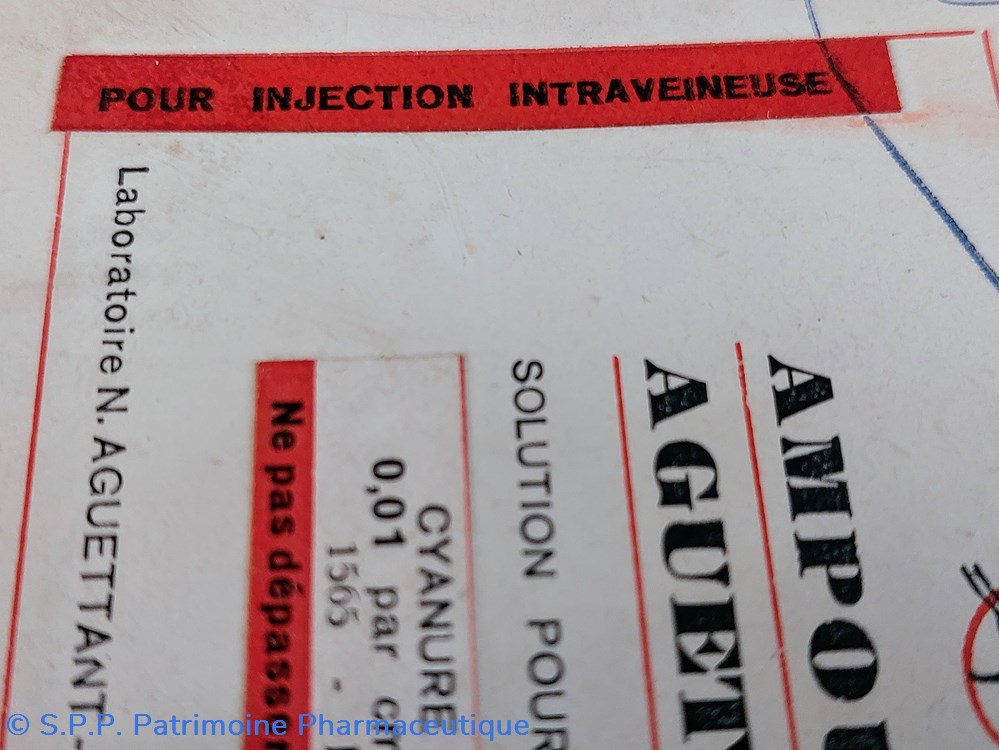 POUR INJECTION INTRAVEINEUSE
AMPO
AGUET
SOLUTION POUR
CYANURE
0,01 par
1565 -
Ne pas dépass
Laboratoire N. AGUETTANT -
© S.P.P. Patrimoine Pharmaceutique